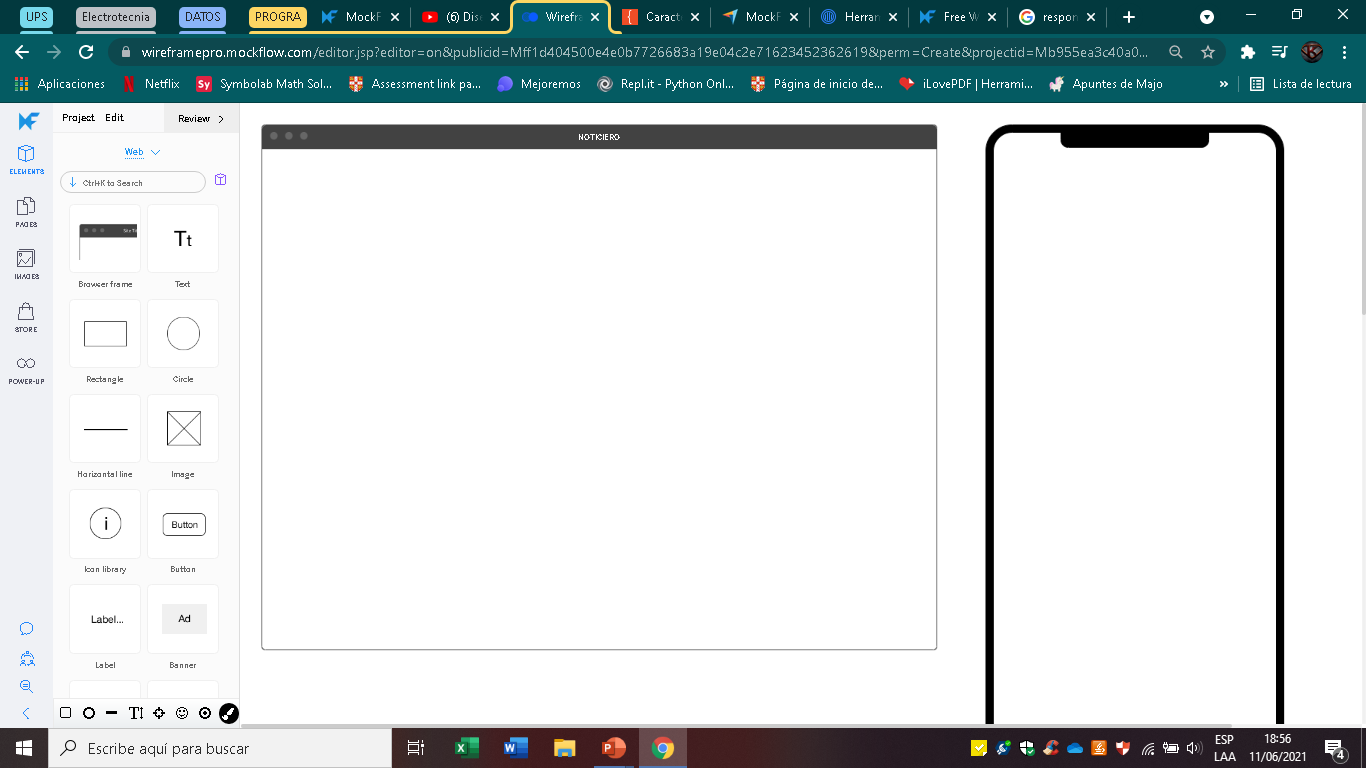 UPS
Electrotecnia
DATOS
PROGRA
MockF
(6) Dis
Wirefra
Caract
MockF
Herran
Free W
respon
wireframepro.mockflow.com/editor.jsp?editor=on&publicid=Mff1d404500e4e0b7726683a19e04c2e71623452362619&perm=Create&projectid=Mb955ea3c40a0...
Aplicaciones
Netflix
Sy
Symbolab Math Sol...
Assessment link pa...
Mejoremos
Repl.it - Python Onl...
Página de inicio de...
iLovePDF | Herrami...
Apuntes de Majo
»
Lista de lectura
Project
Edit
Review
Web
Ctrl+K to Search
ELEMENTS
PAGES
IMAGES
STORE
POWER-UP
Browser frame
Tt
Text
Rectangle
Circle
Horizontal line
Image
i
Icon library
Button
Button
Label...
Label
Ad
Banner
NOTICIERO
Escribe aquí para buscar
ESP
LAA
18:56
11/06/2021
4